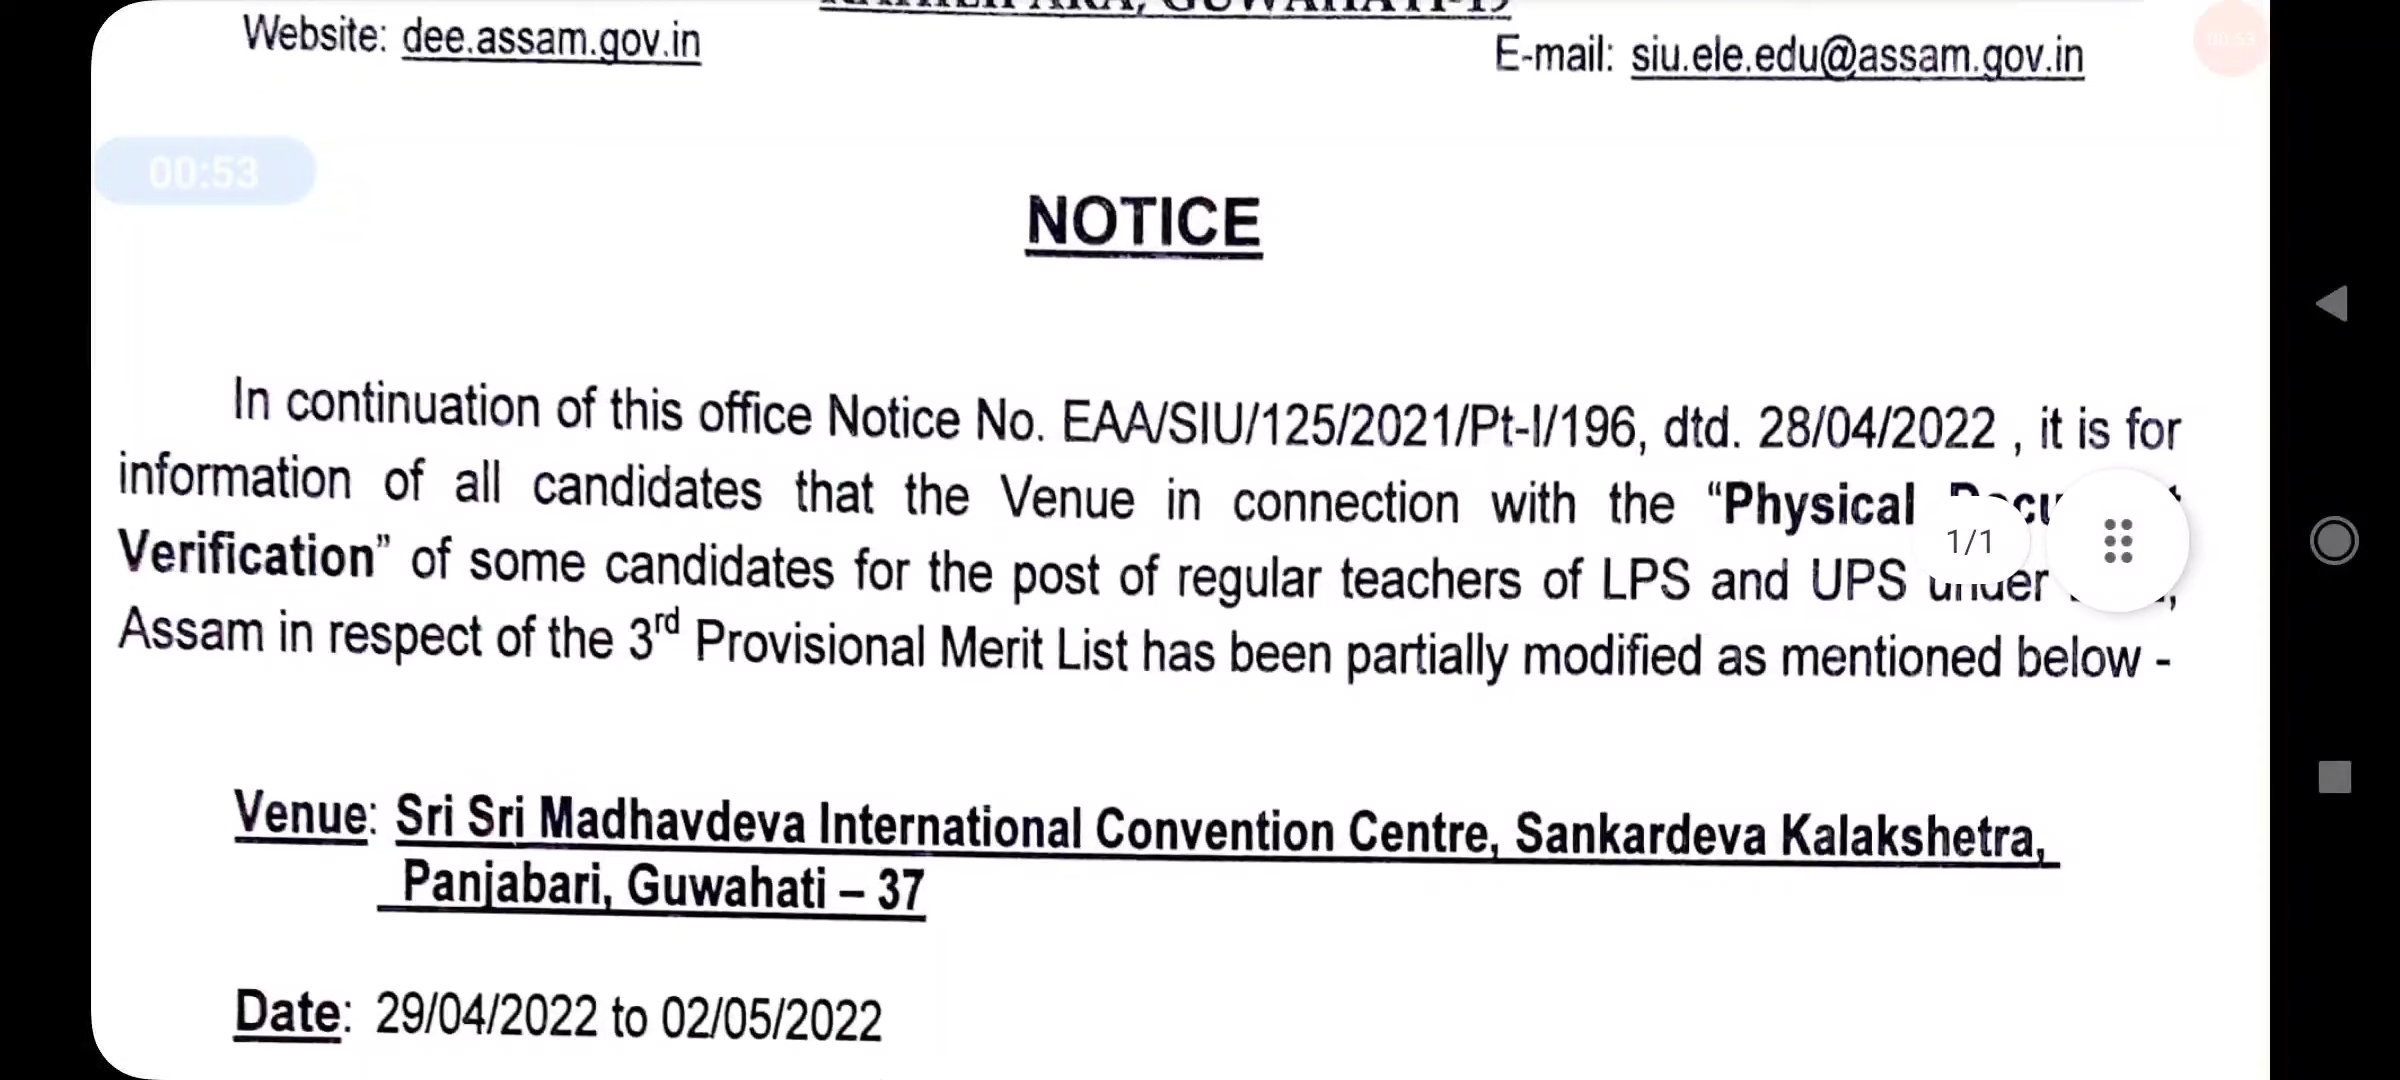 Website: dee.assam.gov.in
E-mail: siu.ele.edu@assam.gov.in
00:53
00:53
NOTICE
In continuation of this office Notice No. EAA/SIU/125/2021/Pt-I/196, dtd. 28/04/2022 , it is for
information of all candidates that the Venue in connection with the “Physical
Verification” of some candidates for the post of regular teachers of LPS and UPS under
1/1
Assam in respect of the 3rd Provisional Merit List has been partially modified as mentioned below -
Venue: Sri Sri Madhavdeva International Convention Centre, Sankardeva Kalakshetra,
Panjabari, Guwahati – 37
Date: 29/04/2022 to 02/05/2022